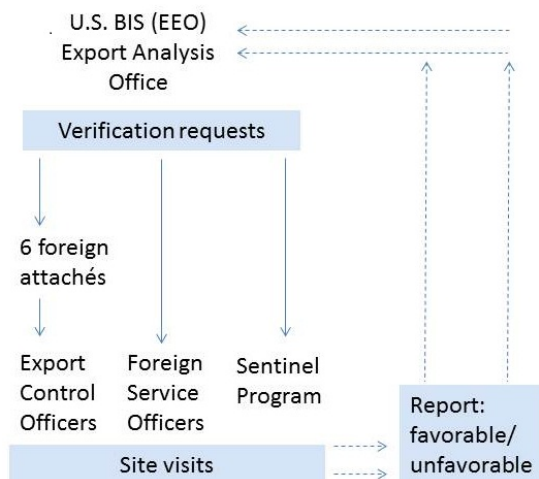 U.S. BIS (EEO)
Export Analysis
Office
Verification requests
6 foreign
attachés
Export
Control
Officers
Foreign
Service
Officers
Sentinel
Program
Report:
favorable/
unfavorable
Site visits